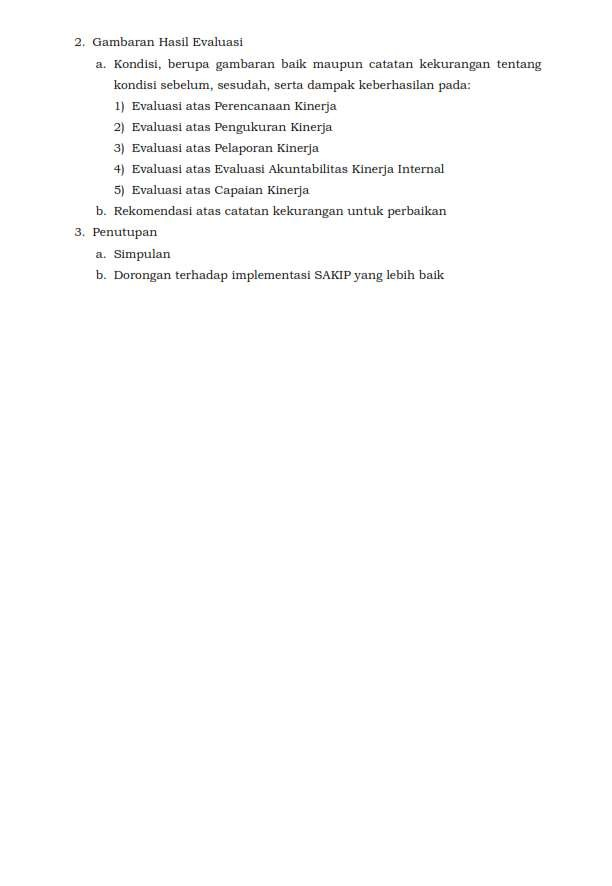 2. Gambaran Hasil Evaluasi
a. Kondisi, berupa gambaran baik maupun catatan kekurangan tentang
kondisi sebelum, sesudah, serta dampak keberhasilan pada:
1) Evaluasi atas Perencanaan Kinerja
2) Evaluasi atas Pengukuran Kinerja
3) Evaluasi atas Pelaporan Kinerja
4) Evaluasi atas Evaluasi Akuntabilitas Kinerja Internal
5) Evaluasi atas Capaian Kinerja
b. Rekomendasi atas catatan kekurangan untuk perbaikan
3. Penutupan
a. Simpulan
b. Dorongan terhadap implementasi SAKIP yang lebih baik